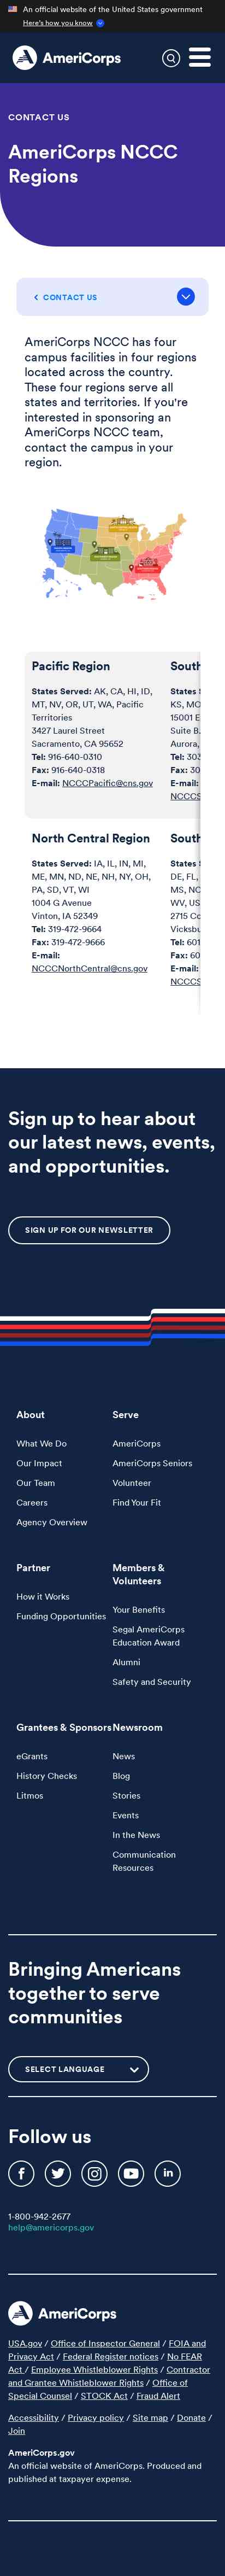 An official website of the United States government
Here's how you know
AmeriCorps
CONTACT US
AmeriCorps NCCC
Regions
CONTACT US
AmeriCorps NCCC has four
campus facilities in four regions
located across the country.
These four regions serve all
states and territories. If you're
interested in sponsoring an
AmeriCorps NCCC team,
contact the campus in your
region.
Pacific Region
States Served: AK, CA, HI, ID,
MT, NV, OR, UT, WA, Pacific
Territories
3427 Laurel Street
Sacramento, CA 95652
Tel: 916-640-0310
Fax: 916-640-0318
E-mail: NCCCPacific@cns.gov
South
States
KS, MO
15001 E
Suite B
Aurora,
Tel: 303
Fax: 30
E-mail:
NCCCS
North Central Region
States Served: IA, IL, IN, MI,
ME, MN, ND, NE, NH, NY, OH,
PA, SD, VT, WI
1004 G Avenue
Vinton, IA 52349
Tel: 319-472-9664
Fax: 319-472-9666
E-mail:
NCCCNorthCentral@cns.gov
South
States
DE, FL,
MS, NC
WV, US
2715 Co
Vicksbu
Tel: 601
Fax: 60
E-mail:
NCCCS
Sign up to hear about
our latest news, events,
and opportunities.
SIGN UP FOR OUR NEWSLETTER
About
What We Do
Our Impact
Our Team
Careers
Agency Overview
Serve
AmeriCorps
AmeriCorps Seniors
Volunteer
Find Your Fit
Partner
How it Works
Funding Opportunities
Members &
Volunteers
Your Benefits
Segal AmeriCorps
Education Award
Alumni
Safety and Security
Grantees & Sponsors
eGrants
History Checks
Litmos
Newsroom
News
Blog
Stories
Events
In the News
Communication
Resources
Bringing Americans
together to serve
communities
SELECT LANGUAGE
Follow us
1-800-942-2677
help@americorps.gov
AmeriCorps
USA.gov / Office of Inspector General / FOIA and
Privacy Act / Federal Register notices / No FEAR
Act / Employee Whistleblower Rights / Contractor
and Grantee Whistleblower Rights / Office of
Special Counsel / STOCK Act / Fraud Alert
Accessibility / Privacy policy / Site map / Donate /
Join
AmeriCorps.gov
An official website of AmeriCorps. Produced and
published at taxpayer expense.